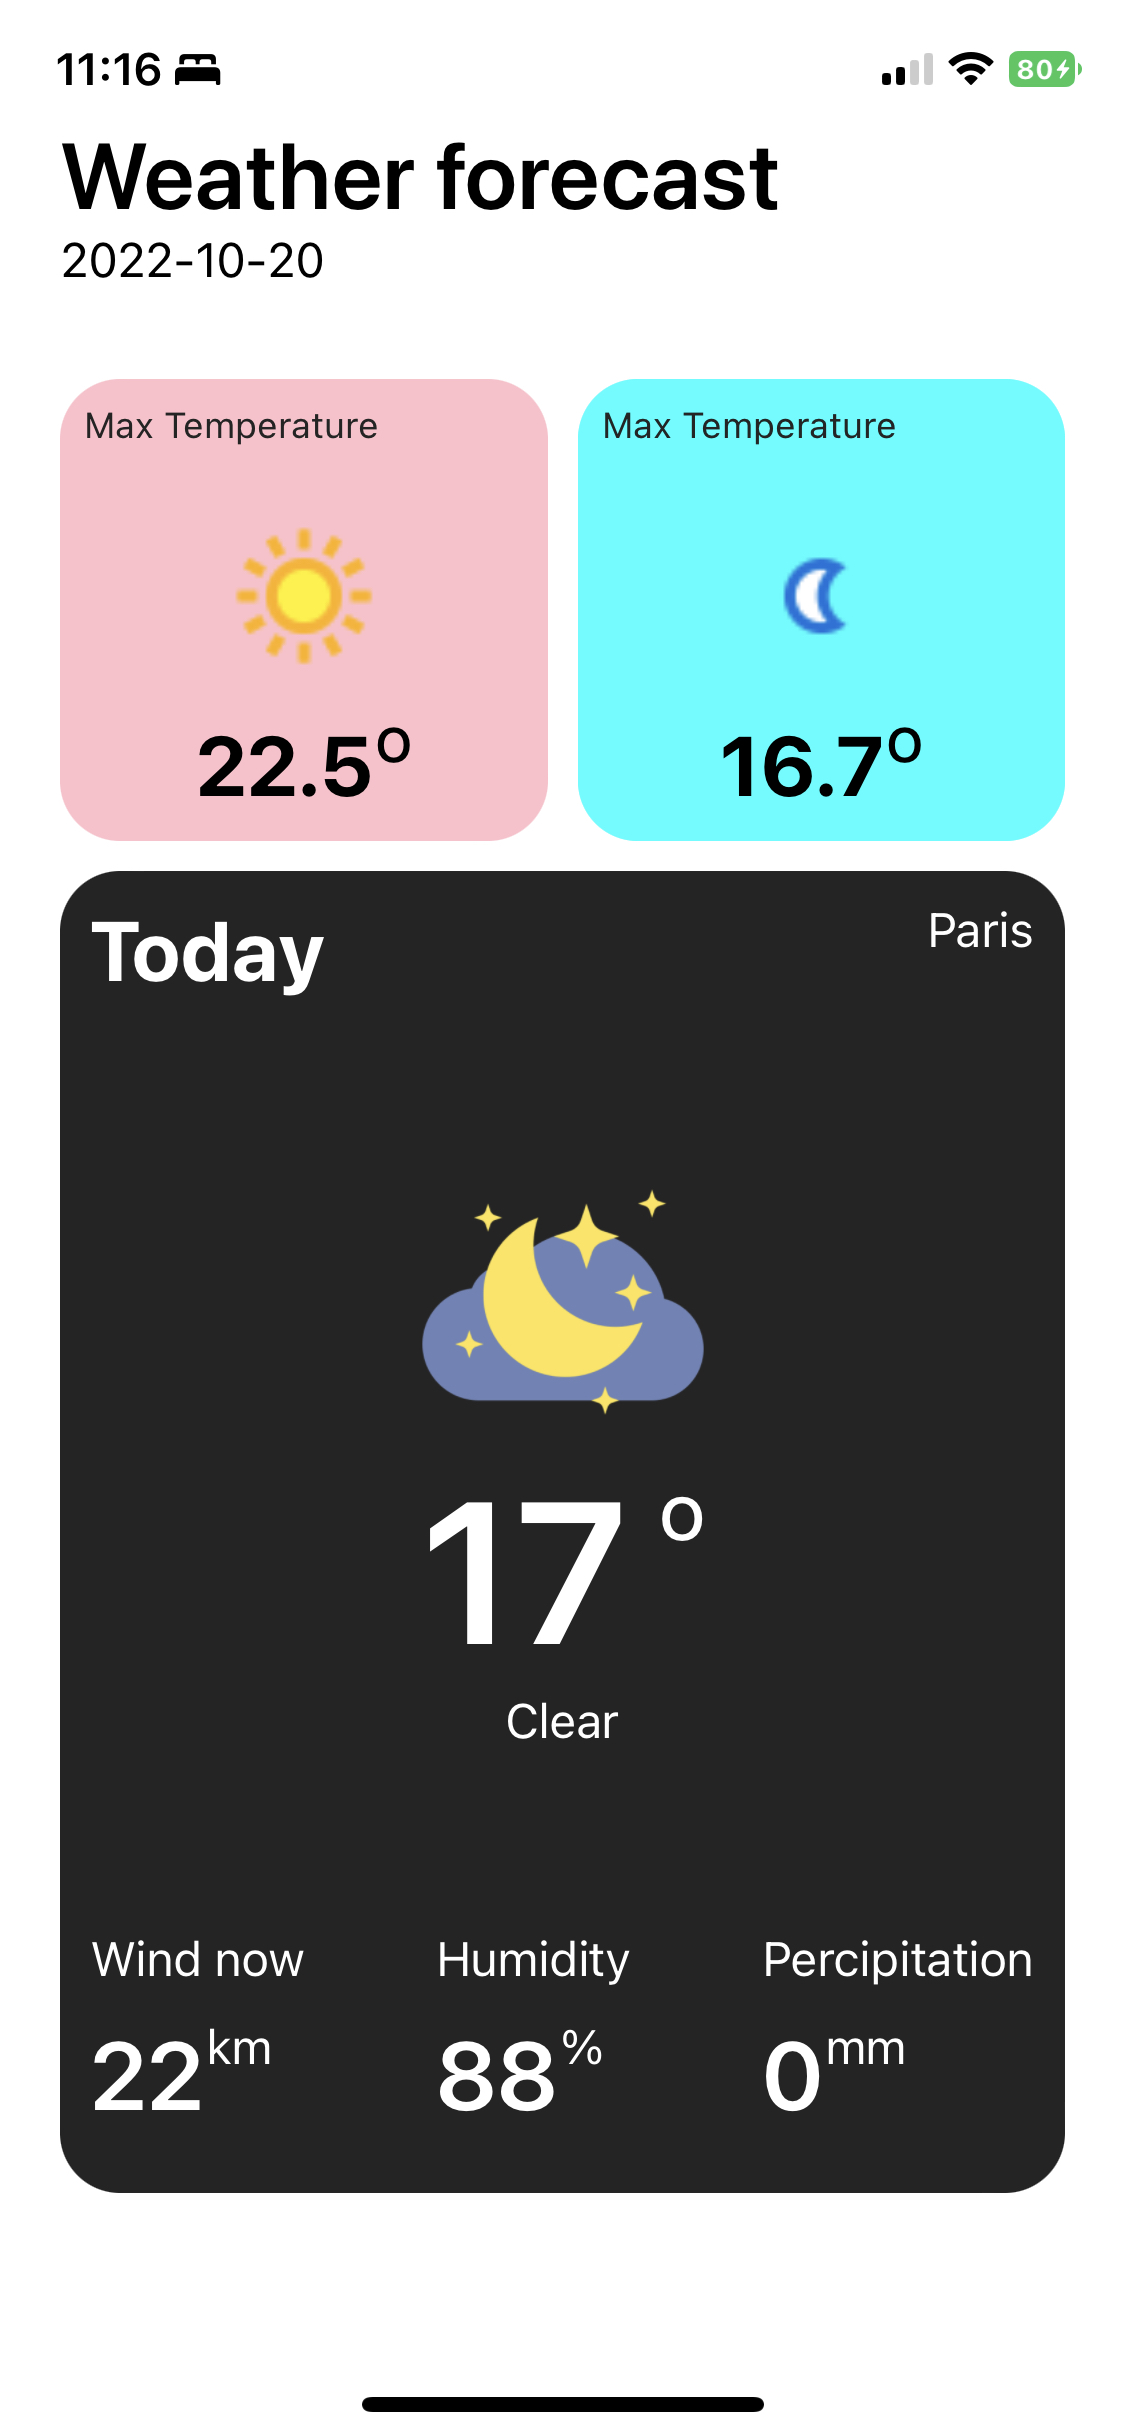 11:16
80
Weather forecast
2022-10-20
Max Temperature
22.5°
Max Temperature
16.7°
Today
Paris
17°
Clear
Wind now
22 km
Humidity
88 %
Percipitation
0 mm